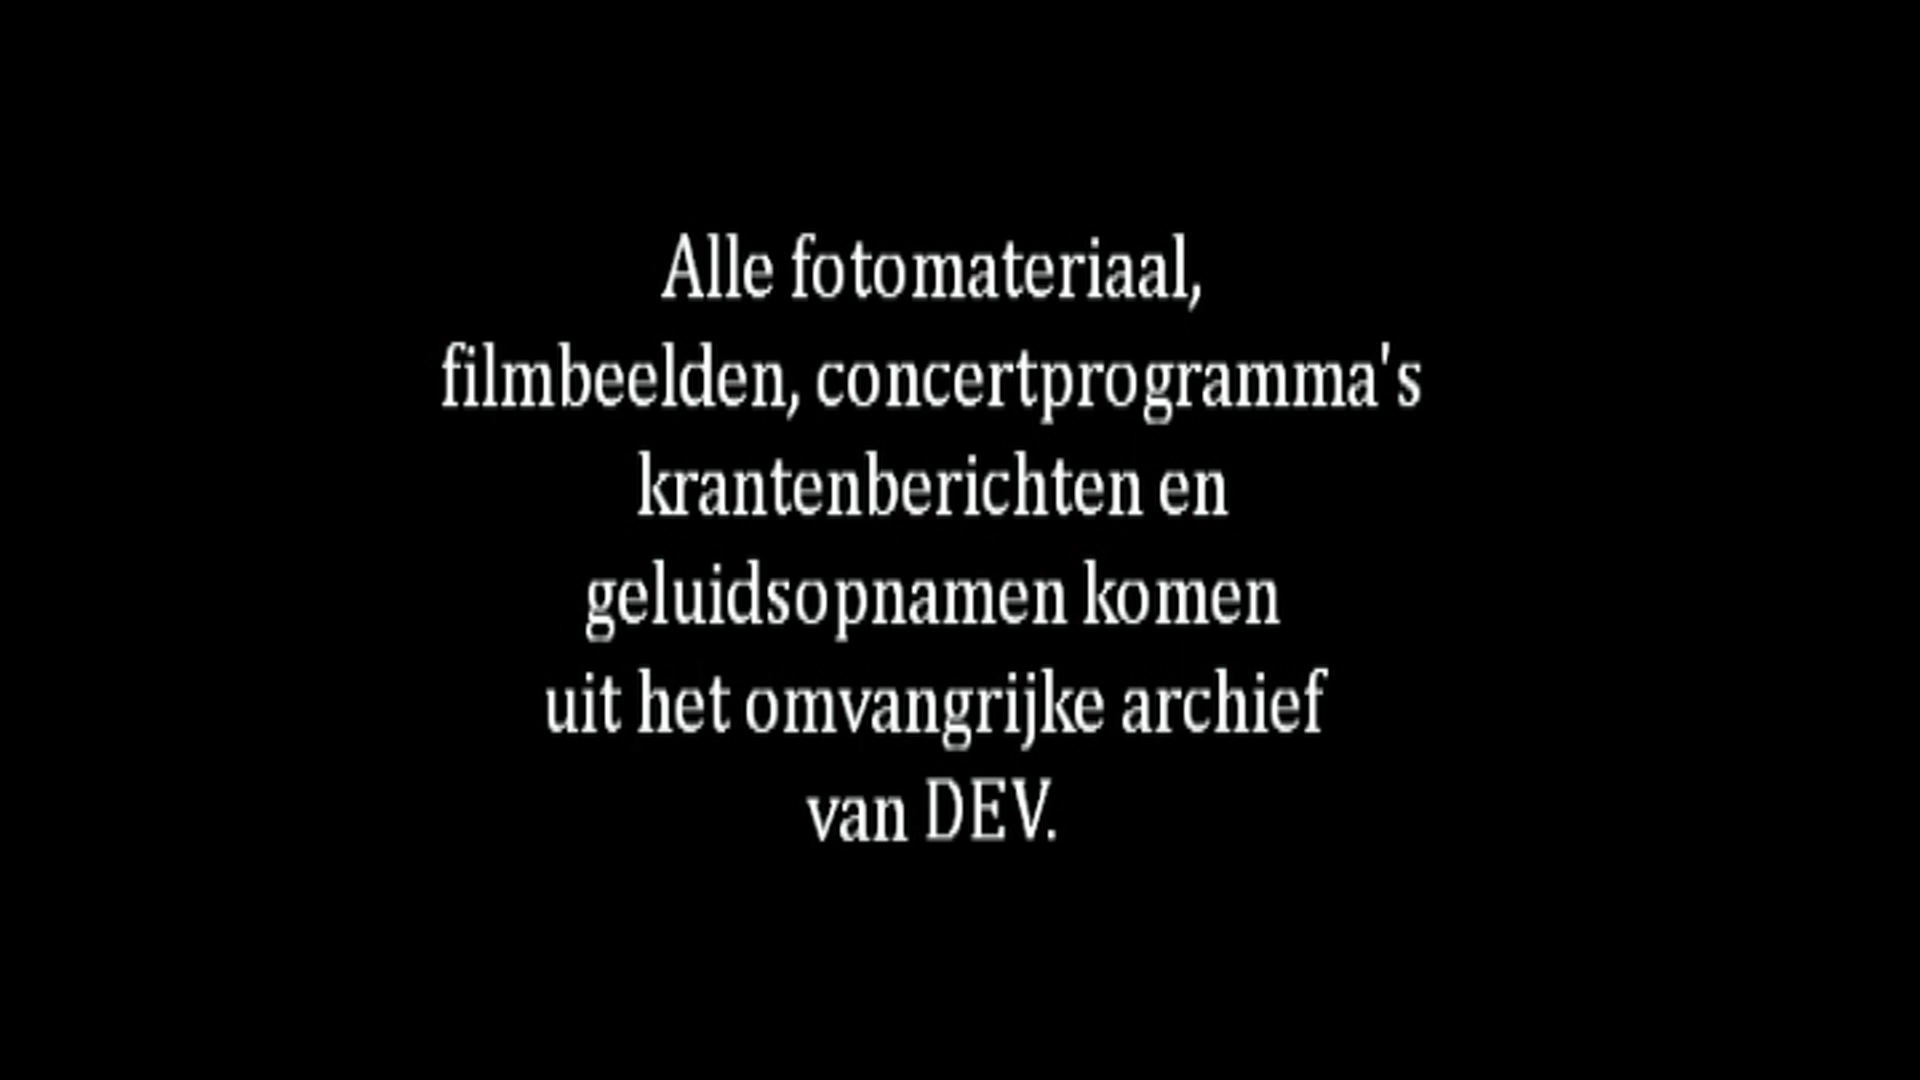 Alle fotomateriaal,
filmbeelden, concertprogramma's
krantenberichten en
geluidsopnamen komen
uit het omvangrijke archief
van DEV.